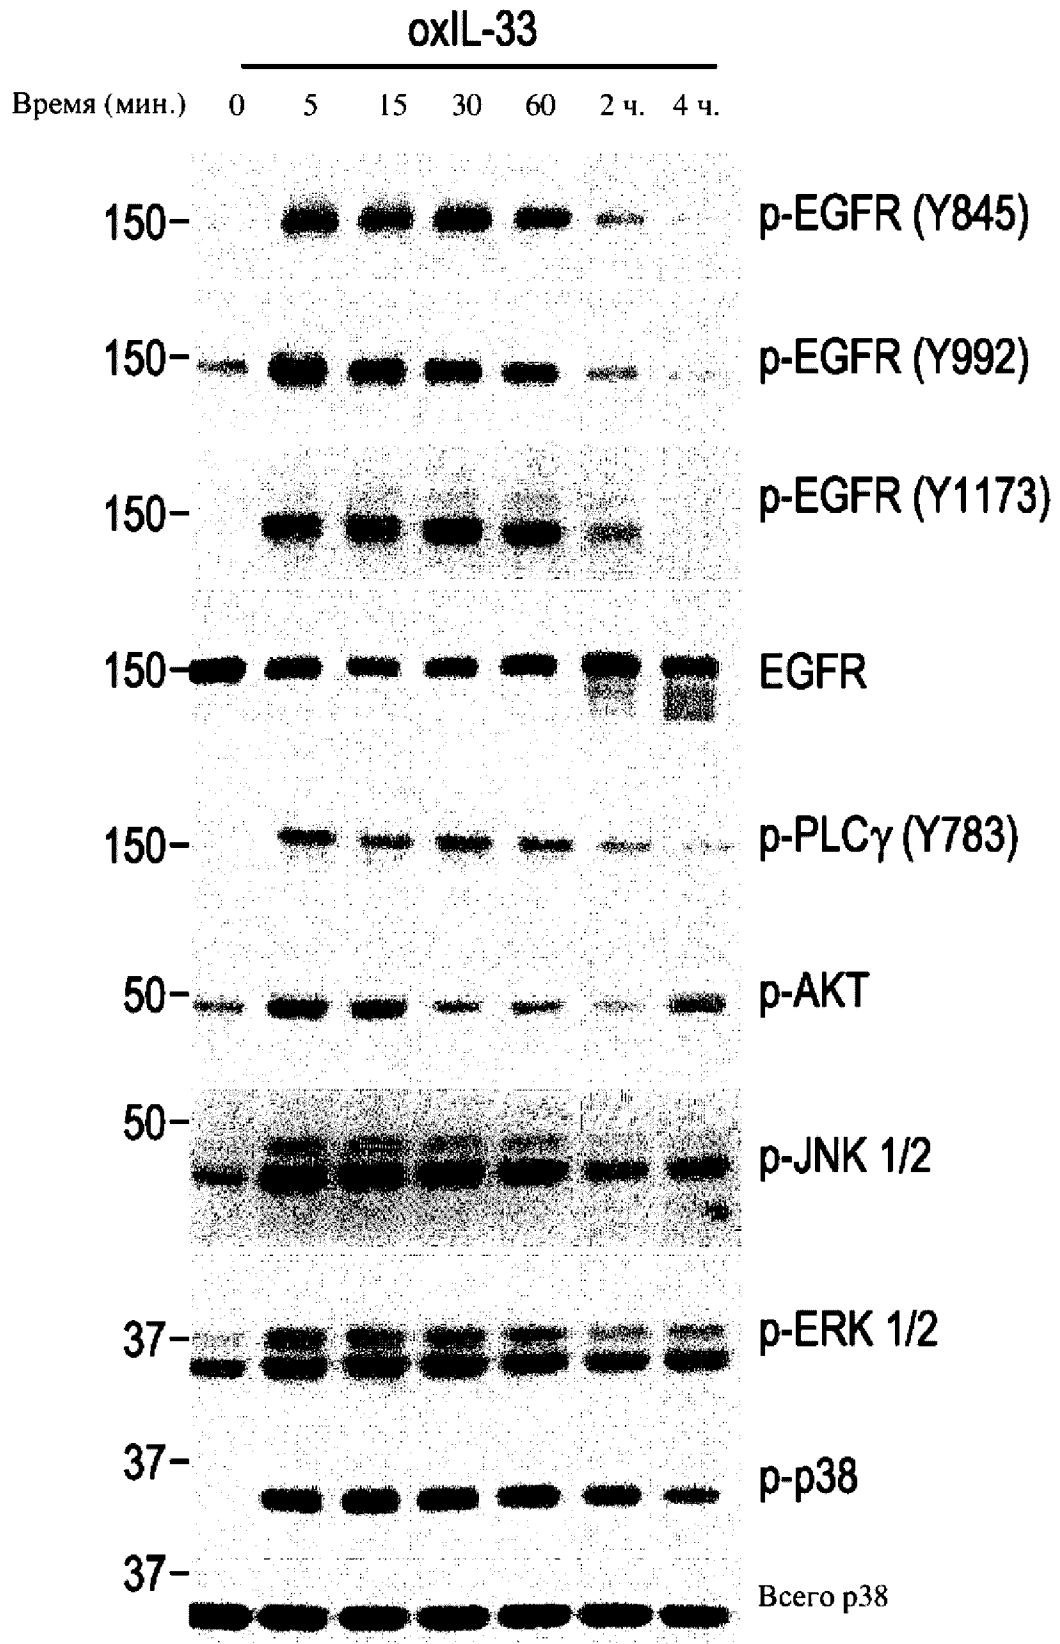 oxIL-33
Время (мин.) 0 5 15 30 60 2 ч. 4 ч.
150- p-EGFR (Y845)
150- p-EGFR (Y992)
150- p-EGFR (Y1173)
150- EGFR
150- p-PLCγ (Y783)
50- p-AKT
50- p-JNK 1/2
37- p-ERK 1/2
37- p-p38
37- Всего p38